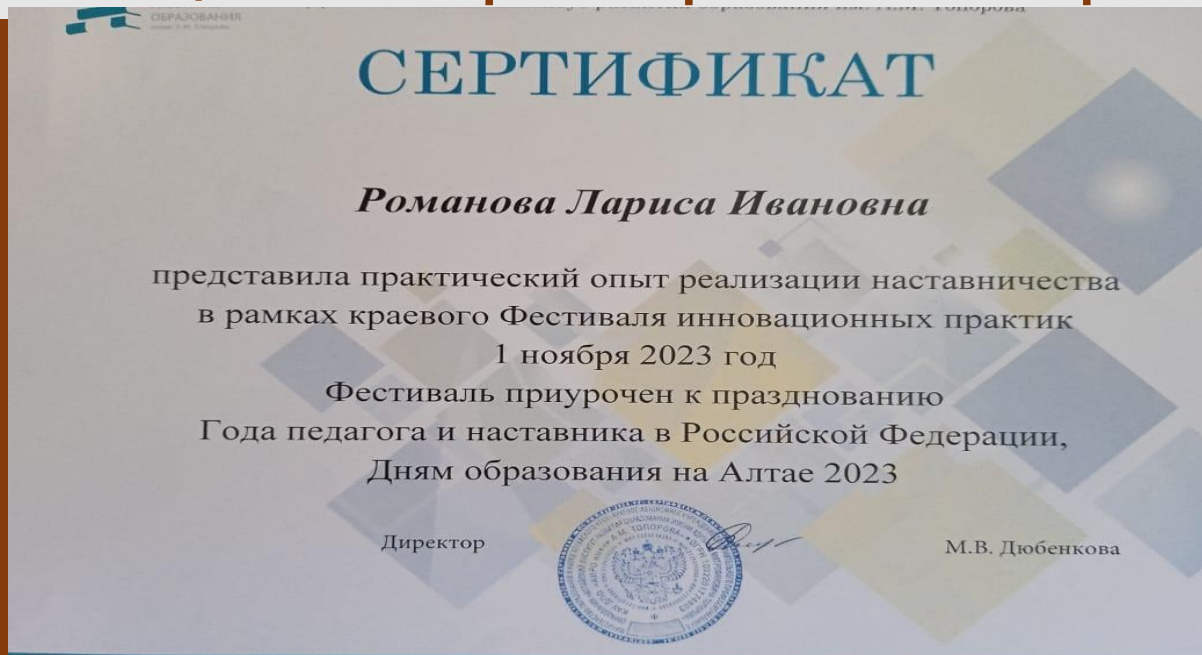 ОБРАЗОВАНИЯ
СЕРТИФИКАТ
Романова Лариса Ивановна
представила практический опыт реализации наставничества
в рамках краевого Фестиваля инновационных практик
1 ноября 2023 год
Фестиваль приурочен к празднованию
Года педагога и наставника в Российской Федерации,
Дням образования на Алтае 2023
Директор
М.В. Дюбенкова